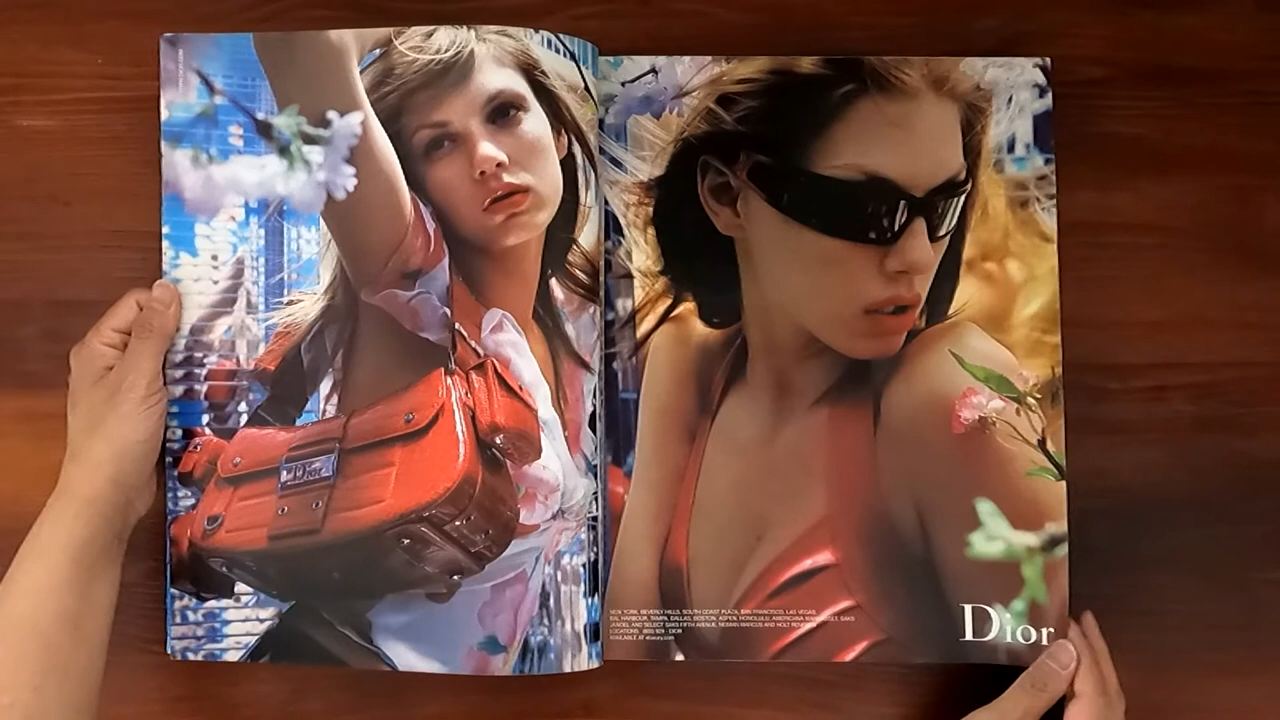 Dior
NEW YORK, BEVERLY HILLS, SOUTH COAST PLAZA, SAN FRANCISCO, LAS VEGAS,
BAL HARBOUR, TAMPA, DALLAS, BOSTON, ASPEN, HONOLULU, AMERICANA MANHASSET, SAKS
AND SELECT SAKS FIFTH AVENUE, NEIMAN MARCUS AND HOLT RENFREW
LOCATIONS. (800) 929 - DIOR
AVAILABLE AT eluxury.com
Dior